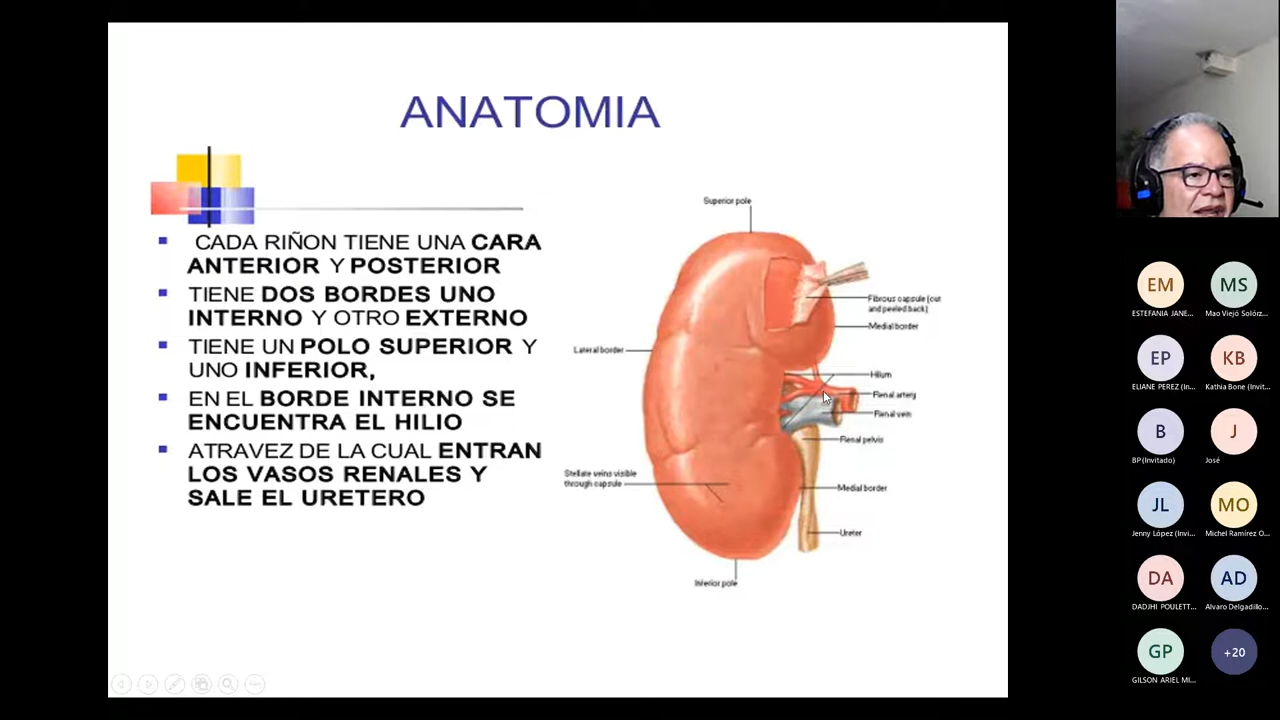 ANATOMIA
CADA RIÑON TIENE UNA CARA
ANTERIOR Y POSTERIOR
TIENE DOS BORDES UNO
INTERNO Y OTRO EXTERNO
TIENE UN POLO SUPERIOR Y
UNO INFERIOR,
EN EL BORDE INTERNO SE
ENCUENTRA EL HILIO
ATRAVEZ DE LA CUAL ENTRAN
LOS VASOS RENALES Y
SALE EL URETERO
Superior pole
Fibrous capsule (cut
and peeled back)
Medial border
Lateral border
Hilum
Renal artery
Renal vein
Renal pelvis
Stellate veins visible
through capsule
Medial border
Ureter
Inferior pole
EM
ESTEFANIA JANE...
MS
Mao Viejó Solórz...
EP
ELIANE PEREZ (In...
KB
Kathia Bone (Invit...
B
BP (Invitado)
J
José
JL
Jenny López (Invi...
MO
Michel Ramírez O...
DA
DADJHI POULETT...
AD
Alvaro Delgadillo...
GP
GILSON ARIEL MI...
+20